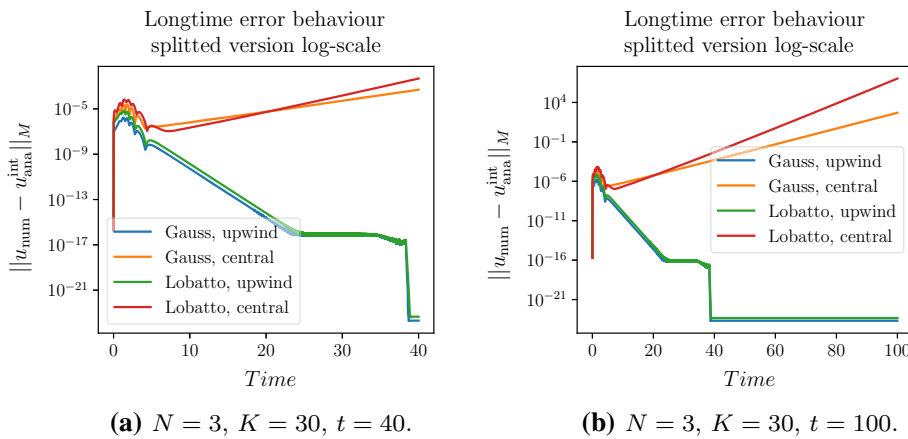 Longtime error behaviour
splitted version log-scale
||u_num − u_ana^int||_M
10^−5
10^−9
10^−13
10^−17
10^−21
Gauss, upwind
Gauss, central
Lobatto, upwind
Lobatto, central
0 10 20 30 40
Time
(a) N = 3, K = 30, t = 40.
Longtime error behaviour
splitted version log-scale
||u_num − u_ana^int||_M
10^4
10^−1
10^−6
10^−11
10^−16
10^−21
Gauss, upwind
Gauss, central
Lobatto, upwind
Lobatto, central
0 20 40 60 80 100
Time
(b) N = 3, K = 30, t = 100.